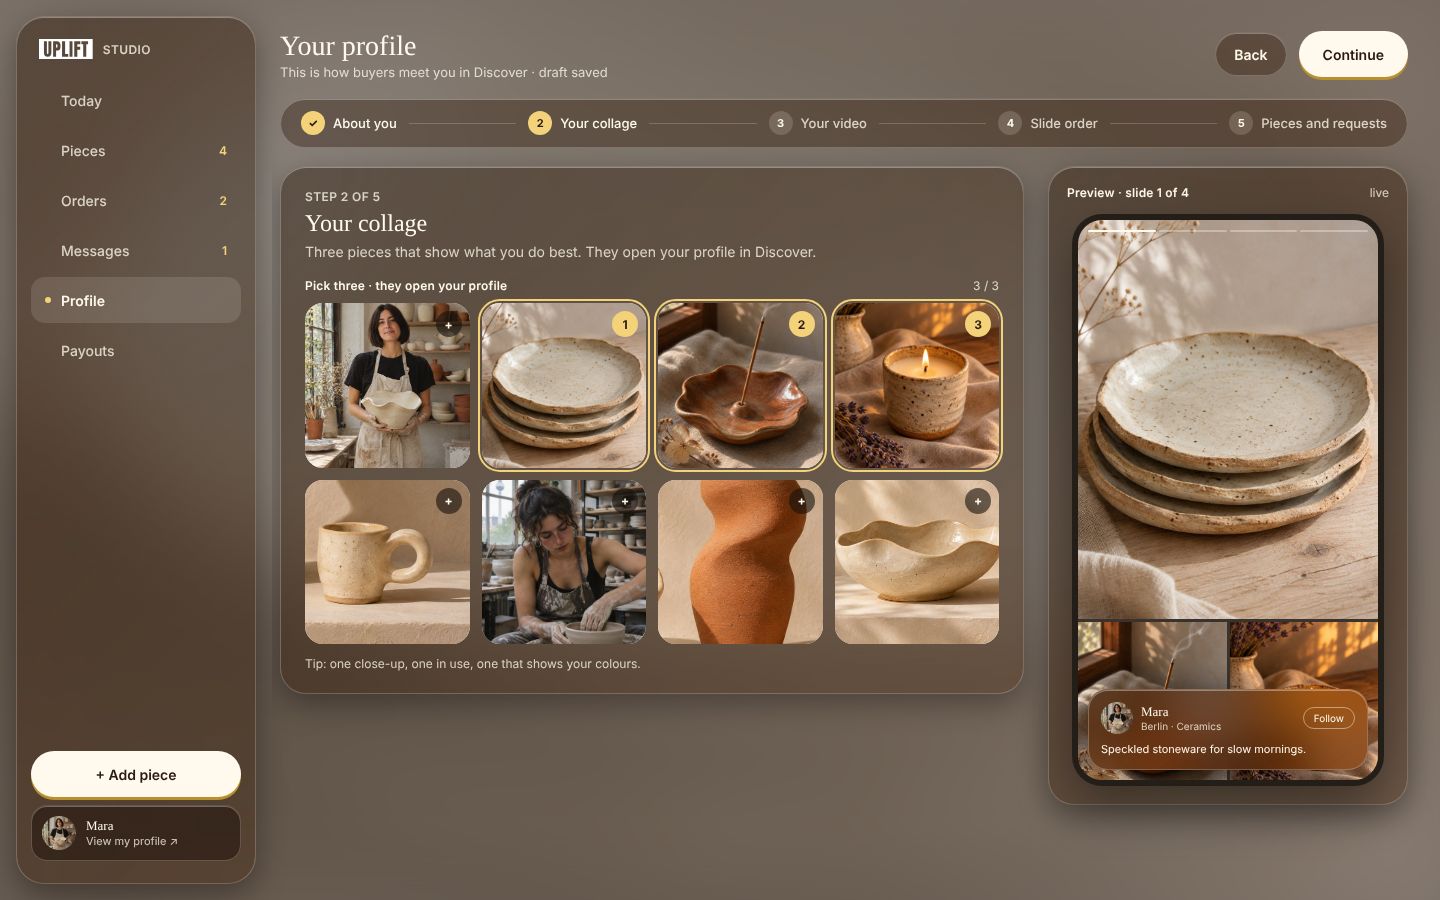 UPLIFT STUDIO
Today
Pieces 4
Orders 2
Messages 1
Profile
Payouts
+ Add piece
Mara
View my profile ↗
Your profile
This is how buyers meet you in Discover · draft saved
Back
Continue
✓ About you
2 Your collage
3 Your video
4 Slide order
5 Pieces and requests
STEP 2 OF 5
Your collage
Three pieces that show what you do best. They open your profile in Discover.
Pick three · they open your profile
3 / 3
+
1
2
3
+
+
+
+
Tip: one close-up, one in use, one that shows your colours.
Preview · slide 1 of 4
live
Mara
Berlin · Ceramics
Follow
Speckled stoneware for slow mornings.